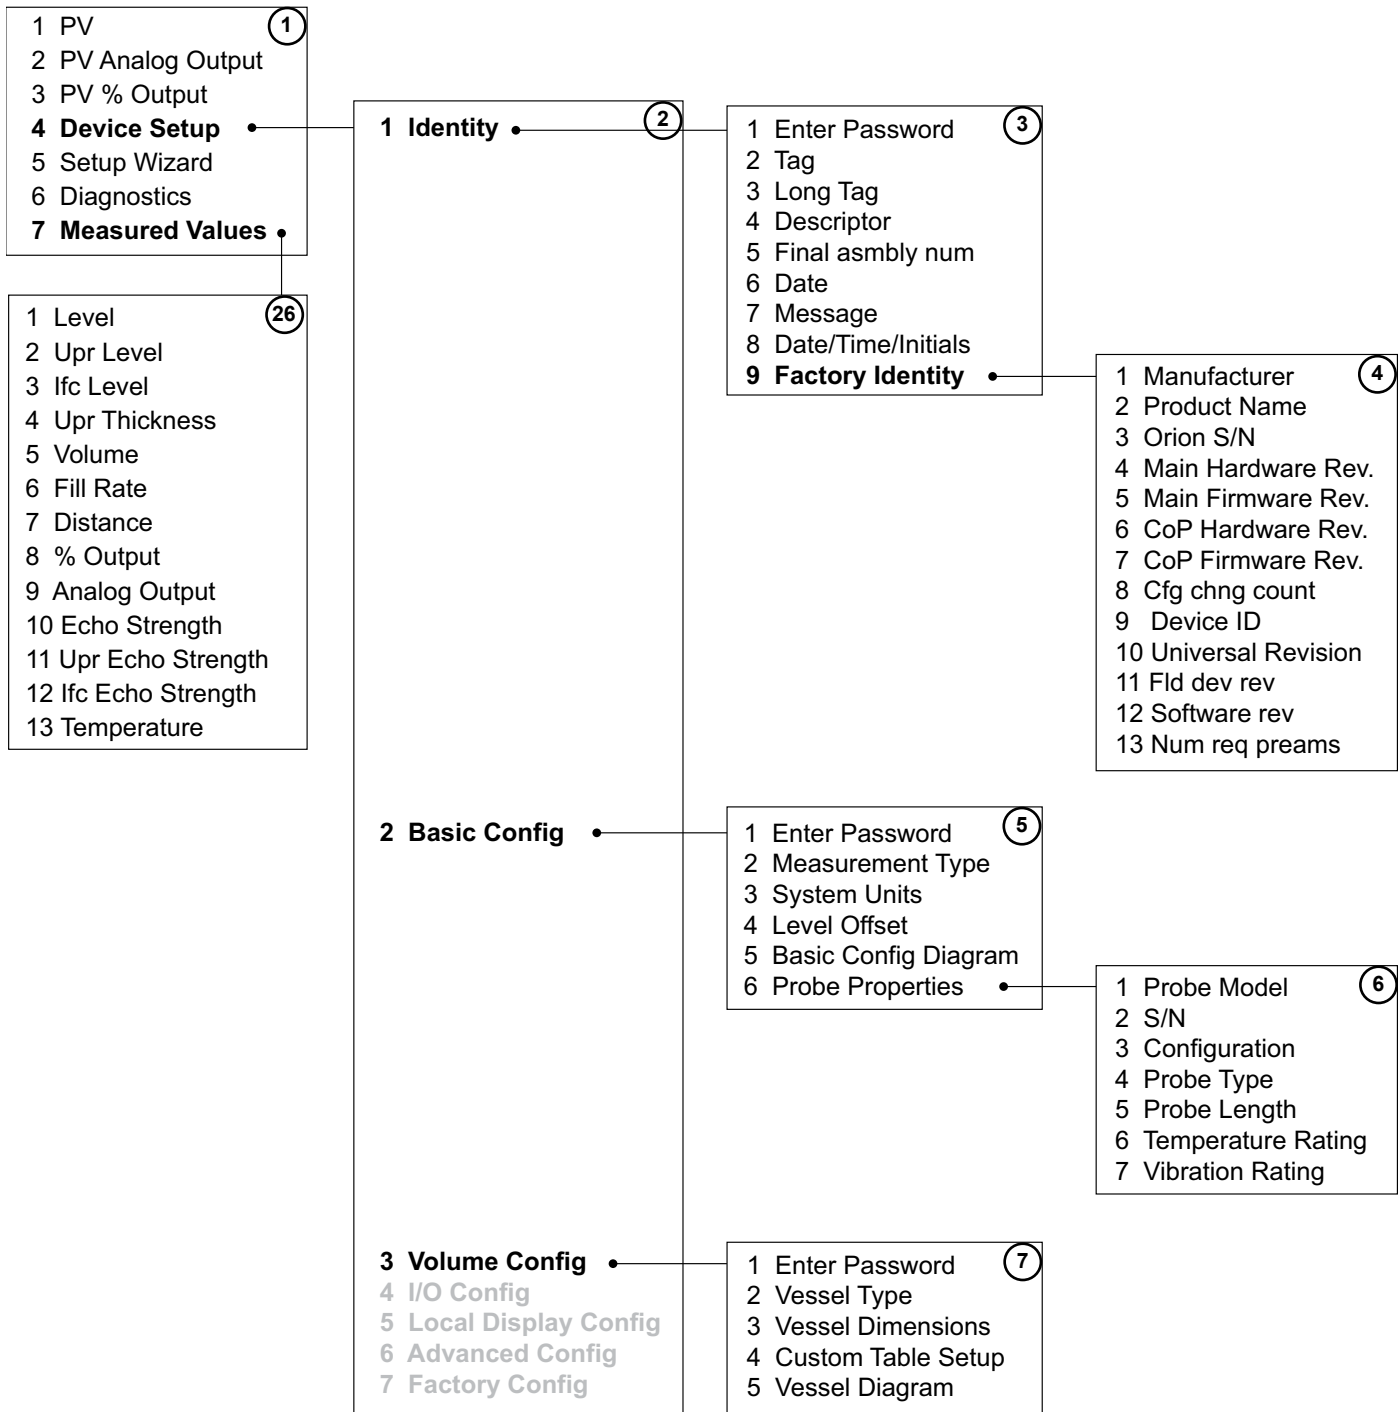 1 PV
2 PV Analog Output
3 PV % Output
4 Device Setup
5 Setup Wizard
6 Diagnostics
7 Measured Values
1
1 Level
2 Upr Level
3 Ifc Level
4 Upr Thickness
5 Volume
6 Fill Rate
7 Distance
8 % Output
9 Analog Output
10 Echo Strength
11 Upr Echo Strength
12 Ifc Echo Strength
13 Temperature
26
1 Identity
2
1 Enter Password
2 Tag
3 Long Tag
4 Descriptor
5 Final asmbly num
6 Date
7 Message
8 Date/Time/Initials
9 Factory Identity
3
1 Manufacturer
2 Product Name
3 Orion S/N
4 Main Hardware Rev.
5 Main Firmware Rev.
6 CoP Hardware Rev.
7 CoP Firmware Rev.
8 Cfg chng count
9 Device ID
10 Universal Revision
11 Fld dev rev
12 Software rev
13 Num req preams
4
2 Basic Config
1 Enter Password
2 Measurement Type
3 System Units
4 Level Offset
5 Basic Config Diagram
6 Probe Properties
5
1 Probe Model
2 S/N
3 Configuration
4 Probe Type
5 Probe Length
6 Temperature Rating
7 Vibration Rating
6
3 Volume Config
4 I/O Config
5 Local Display Config
6 Advanced Config
7 Factory Config
1 Enter Password
2 Vessel Type
3 Vessel Dimensions
4 Custom Table Setup
5 Vessel Diagram
7